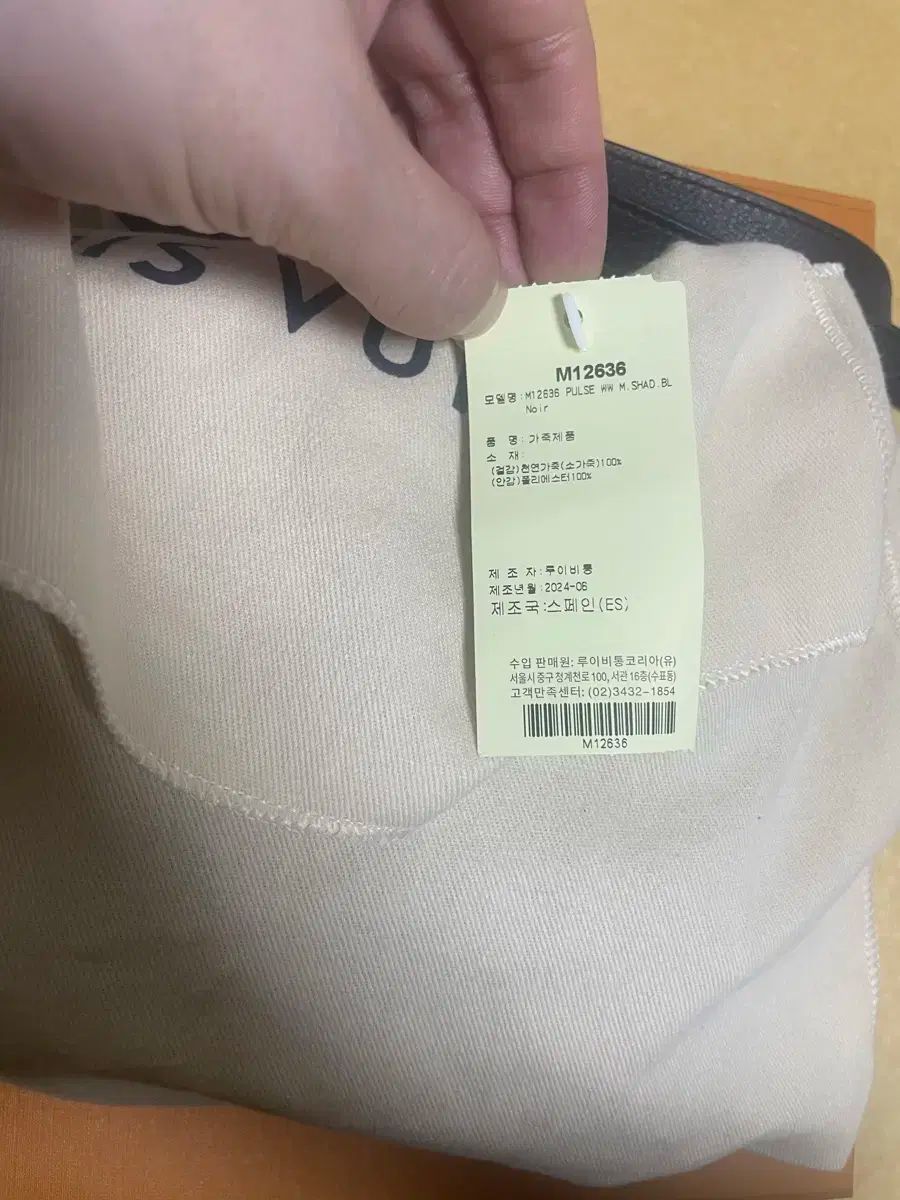 M12636
모델명:M12636 PULSE WW M.SHAD.BL
Noir
품 명: 가죽제품
소 재:
(겉감)천연가죽(소가죽)100%
(안감)폴리에스터100%
제 조 자:루이비통
제조년월:2024-06
제조국:스페인(ES)
수입 판매원: 루이비통코리아(유)
서울시 중구 청계천로 100, 서관 16층(수표동)
고객만족센터: (02)3432-1854
M12636